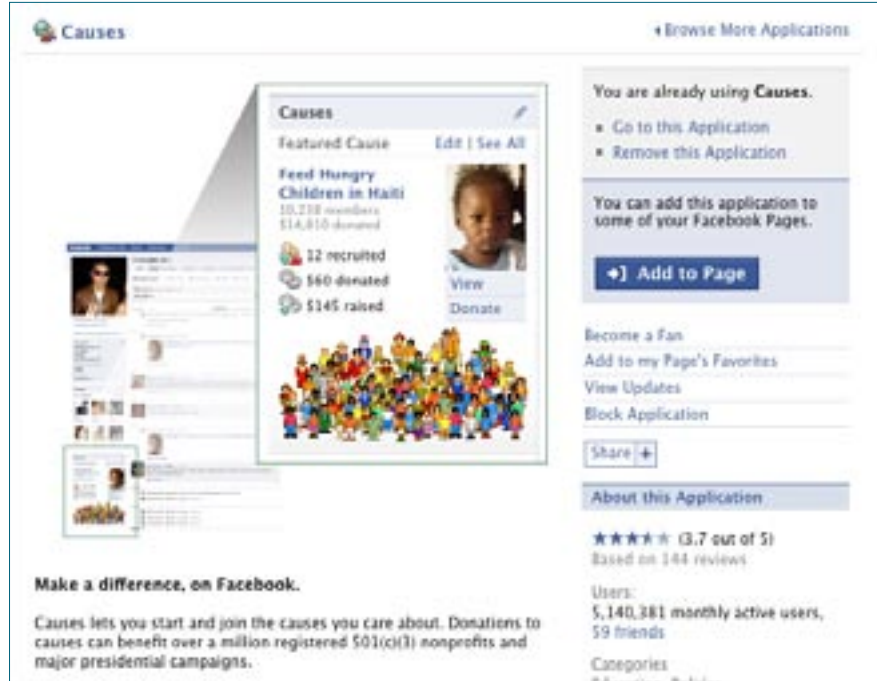 Causes
Browse More Applications
Causes
Featured Cause
Edit | See All
Feed Hungry
Children in Haiti
10,238 members
donated
12 recruited
$60 donated
$145 raised
View
Donate
Make a difference, on Facebook.
Causes lets you start and join the causes you care about. Donations to
causes can benefit over a million registered 501(c)(3) nonprofits and
major presidential campaigns.
You are already using Causes.
Go to this Application
Remove this Application
You can add this application to
some of your Facebook Pages.
Add to Page
Become a Fan
Add to my Page's Favorites
View Updates
Block Application
Share +
About this Application
(3.7 out of 5)
Based on 144 reviews
Users:
5,140,381 monthly active users,
59 friends
Categories